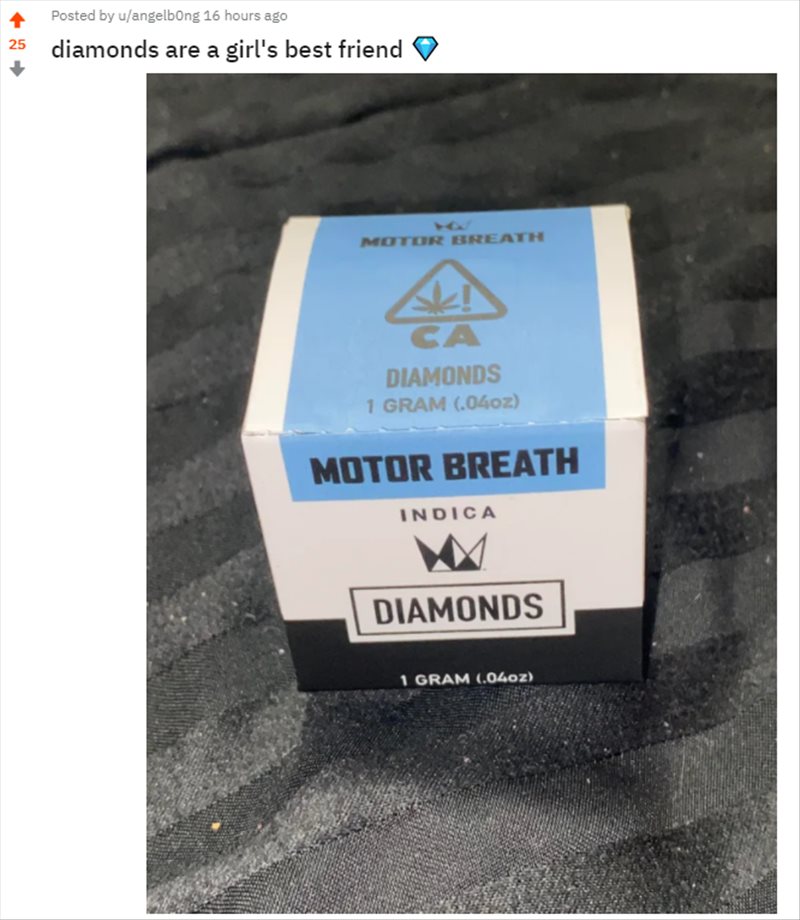 Posted by u/angelb0ng 16 hours ago
25
diamonds are a girl's best friend 💎
MOTOR BREATH
CA
DIAMONDS
1 GRAM (.04oz)
MOTOR BREATH
INDICA
DIAMONDS
1 GRAM (.04oz)